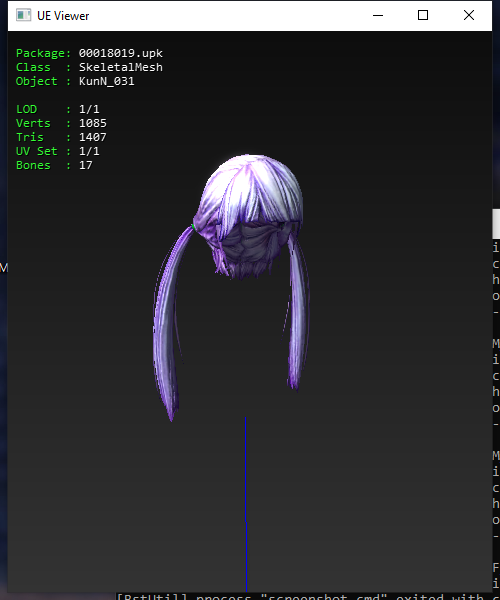 UE Viewer
Package: 00018019.upk
Class : SkeletalMesh
Object : KunN_031
LOD : 1/1
Verts : 1085
Tris : 1407
UV Set : 1/1
Bones : 17
M
i
c
h
o
-
M
i
c
h
o
-
M
i
c
h
o
-
F
i
[BstUtil] process "screenshot.cmd" exited with c